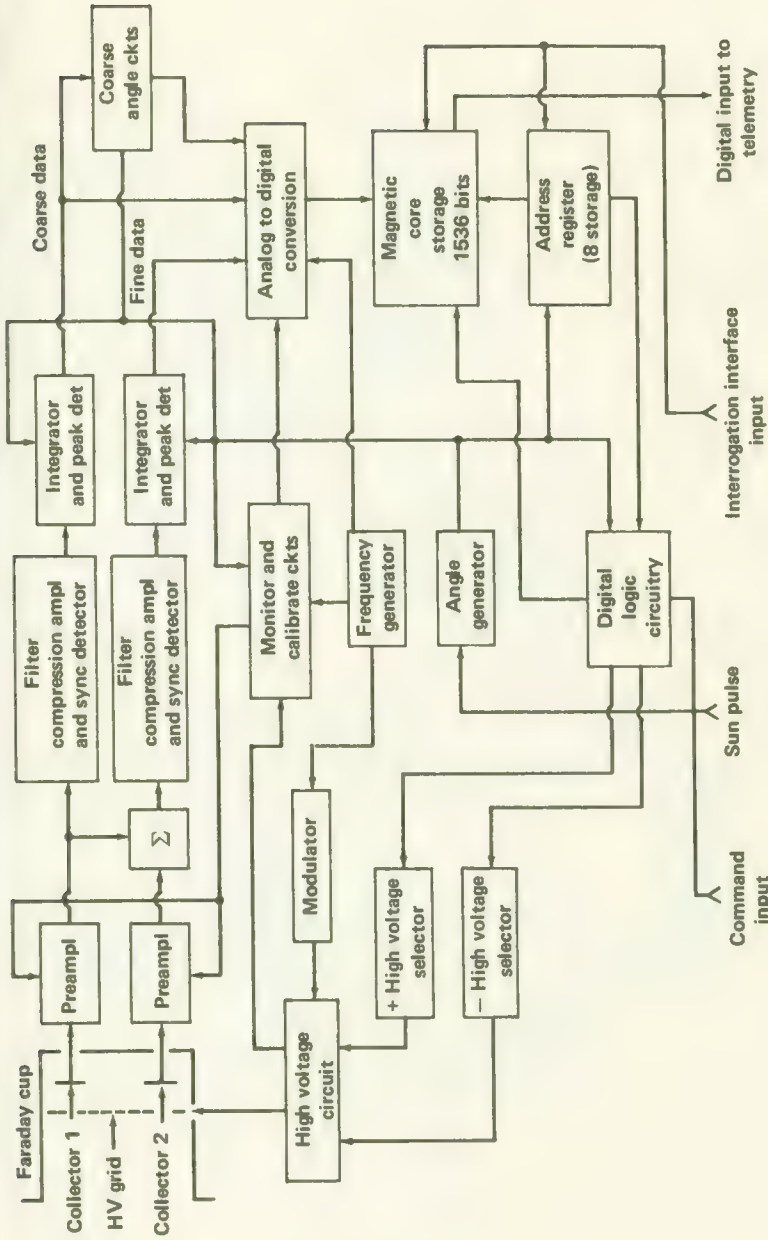 Faraday cup
Collector 1
HV grid
Collector 2
Preampl
Preampl
Σ
Filter
compression ampl
and sync detector
Filter
compression ampl
and sync detector
Integrator
and peak det
Integrator
and peak det
Coarse data
Fine data
Coarse
angle ckts
High voltage
circuit
Modulator
Monitor and
calibrate ckts
Analog to digital
conversion
Frequency
generator
+ High voltage
selector
− High voltage
selector
Angle
generator
Magnetic
core
storage
1536 bits
Digital
logic
circuitry
Address
register
(8 storage)
Command
input
Sun pulse
Interrogation interface
input
Digital input to
telemetry